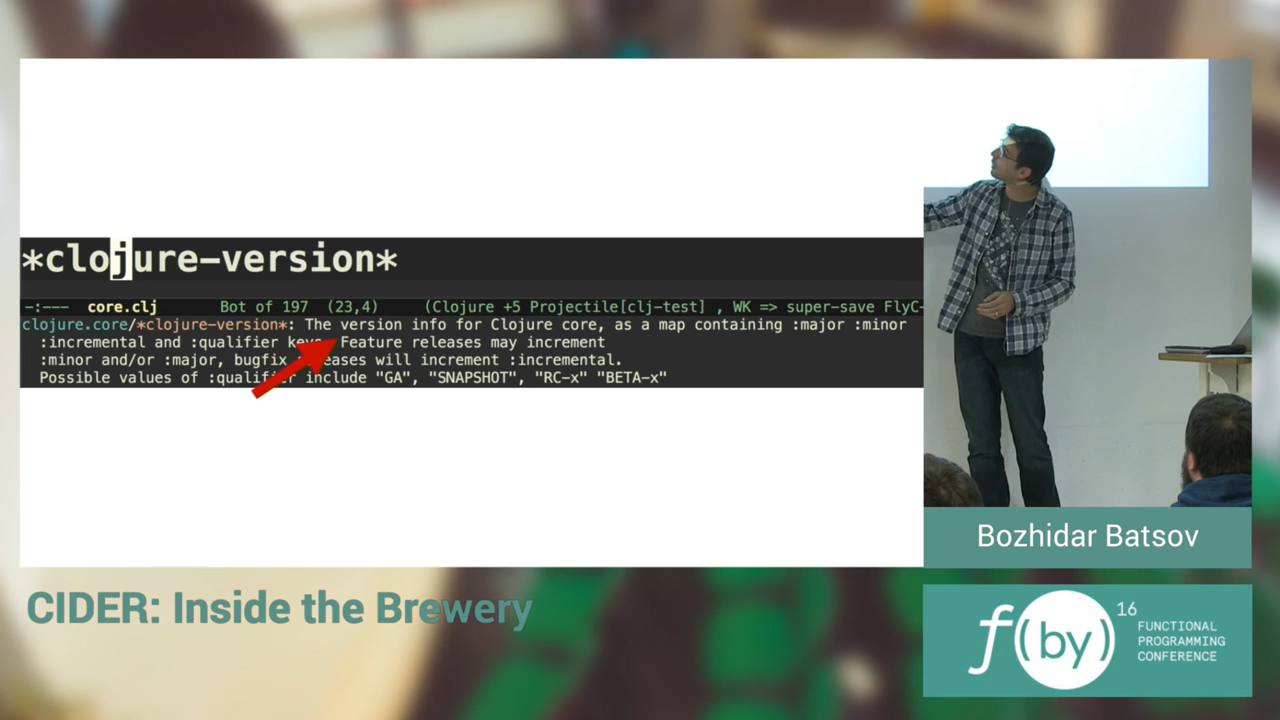 *clojure-version*
-:--- core.clj Bot of 197 (23,4) (Clojure +5 Projectile[clj-test] , WK => super-save FlyC-
clojure.core/*clojure-version*: The version info for Clojure core, as a map containing :major :minor
:incremental and :qualifier Feature releases may increment
:minor and/or :major, bugfix will increment :incremental.
Possible values of :qualifier include "GA", "SNAPSHOT", "RC-x" "BETA-x"
Bozhidar Batsov
CIDER: Inside the Brewery
f(by) 16
FUNCTIONAL
PROGRAMMING
CONFERENCE